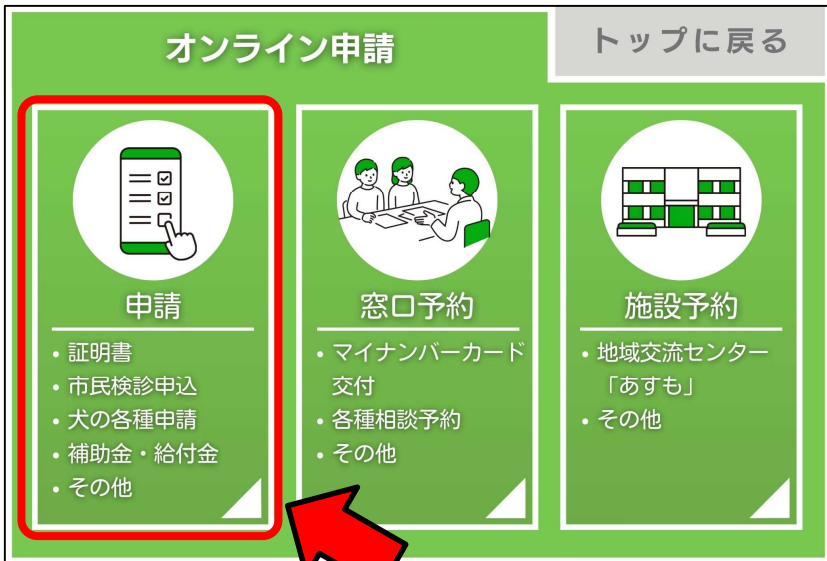 オンライン申請
トップに戻る
申請
・証明書
・市民検診申込
・犬の各種申請
・補助金・給付金
・その他
窓口予約
・マイナンバーカード
交付
・各種相談予約
・その他
施設予約
・地域交流センター
「あすも」
・その他